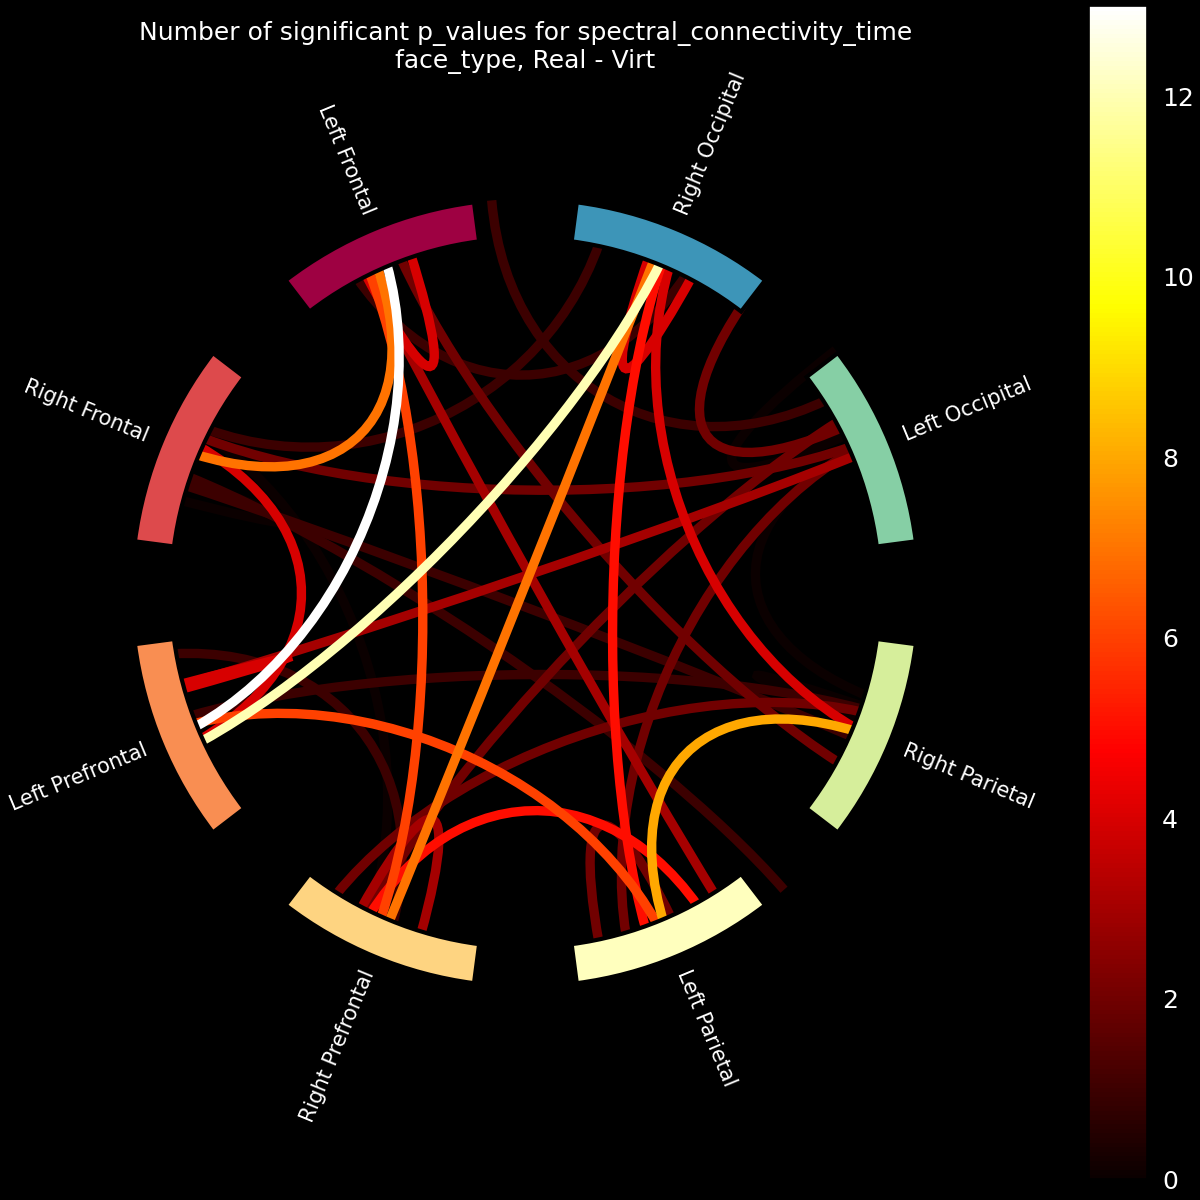 Number of significant p_values for spectral_connectivity_time
face_type, Real - Virt
Left Frontal
Right Occipital
Right Frontal
Left Occipital
Left Prefrontal
Right Parietal
Right Prefrontal
Left Parietal
12
10
8
6
4
2
0